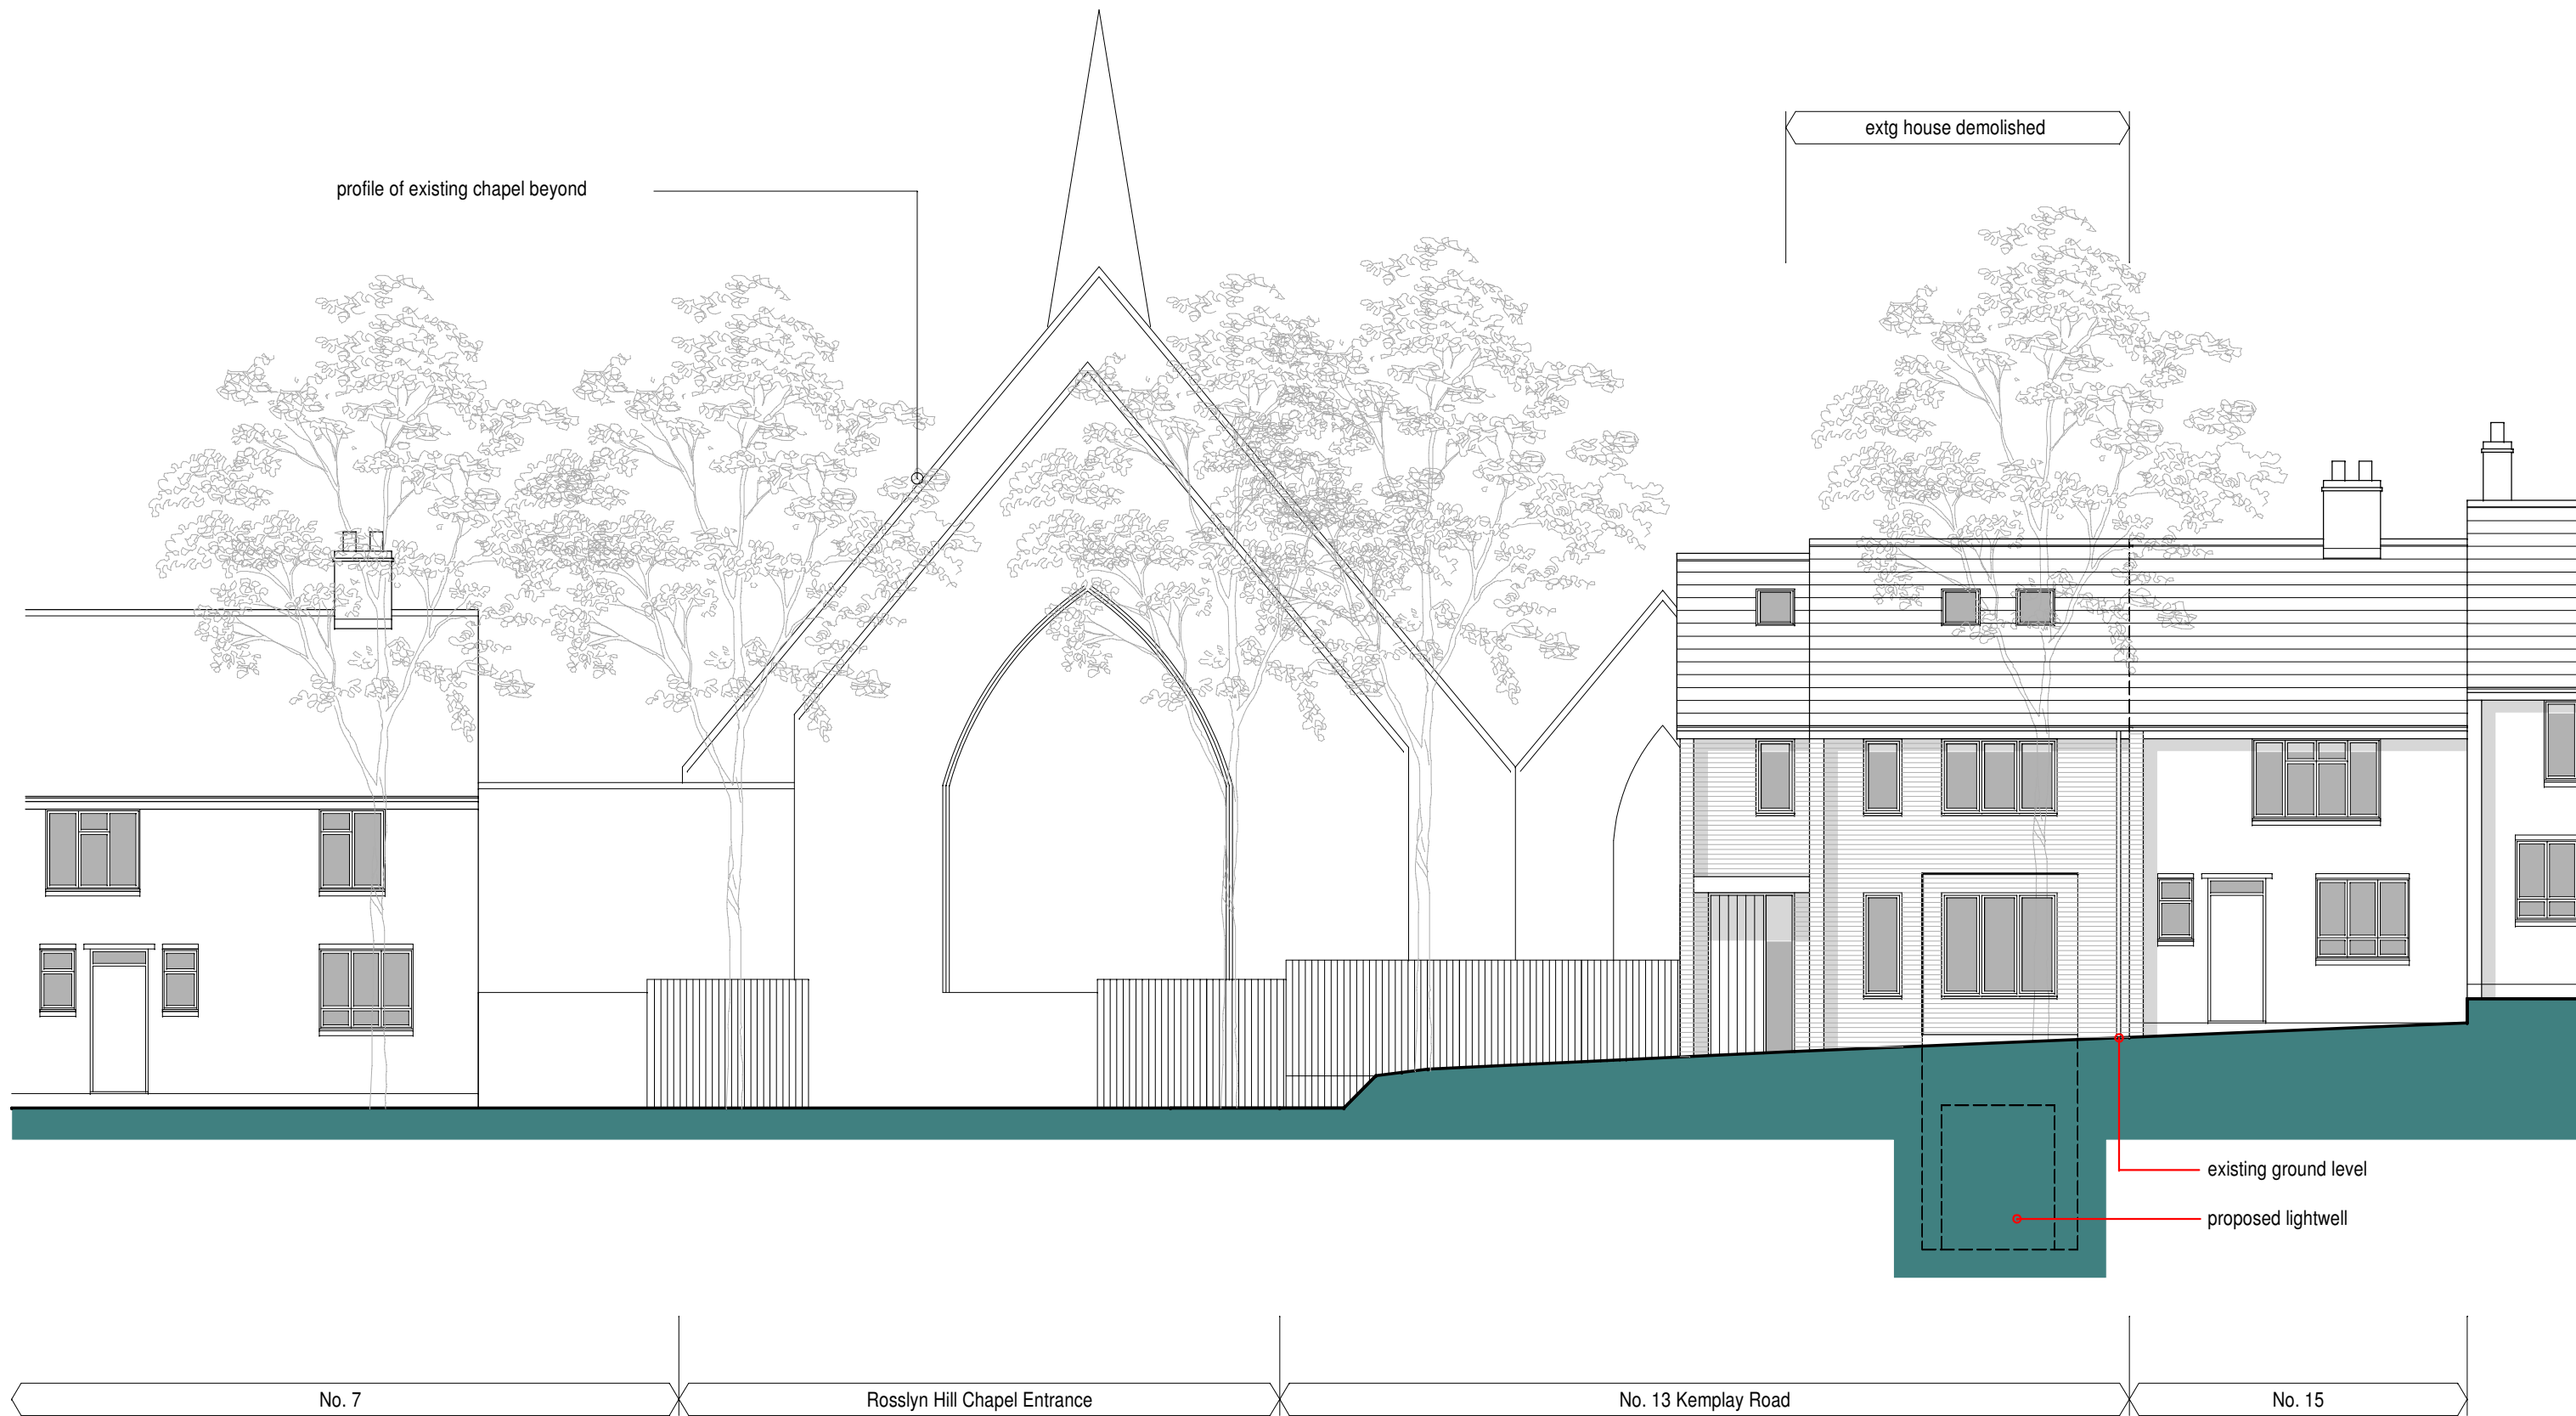 extg house demolished
profile of existing chapel beyond
existing ground level
proposed lightwell
No. 7
Rosslyn Hill Chapel Entrance
No. 13 Kemplay Road
No. 15